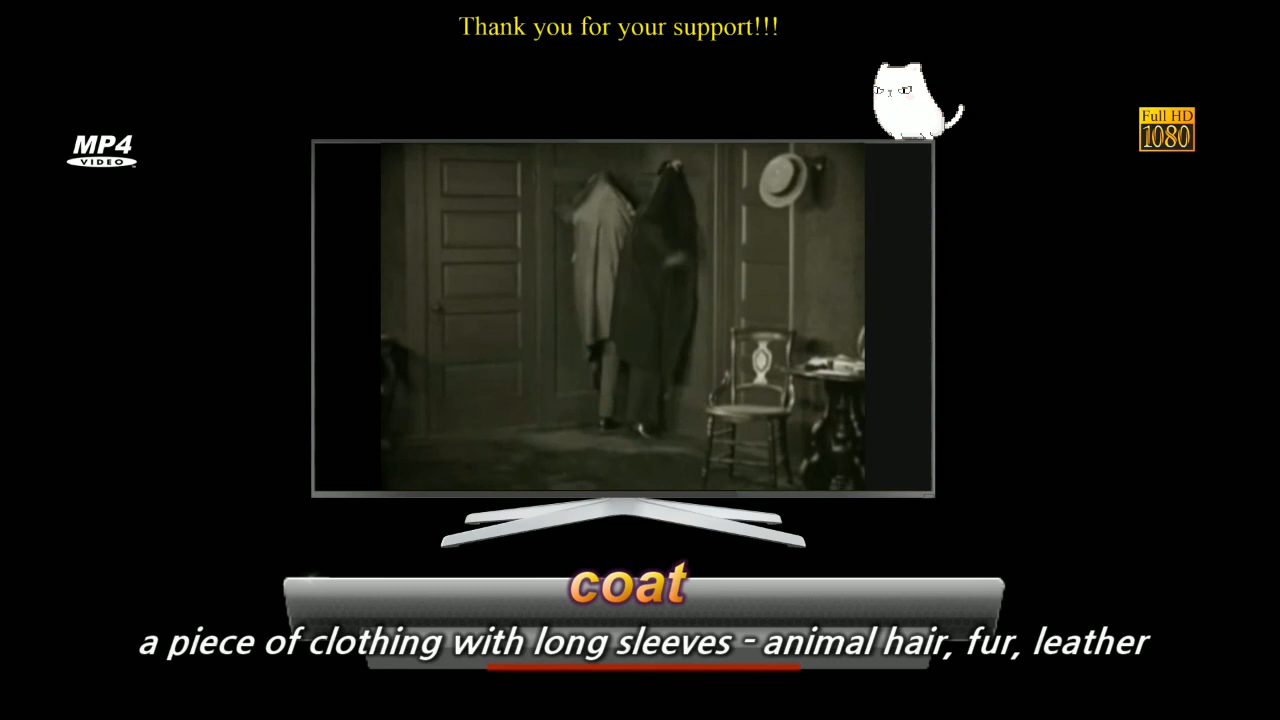 Thank you for your support!!!
MP4
VIDEO
Full HD
1080
coat
a piece of clothing with long sleeves - animal hair, fur, leather